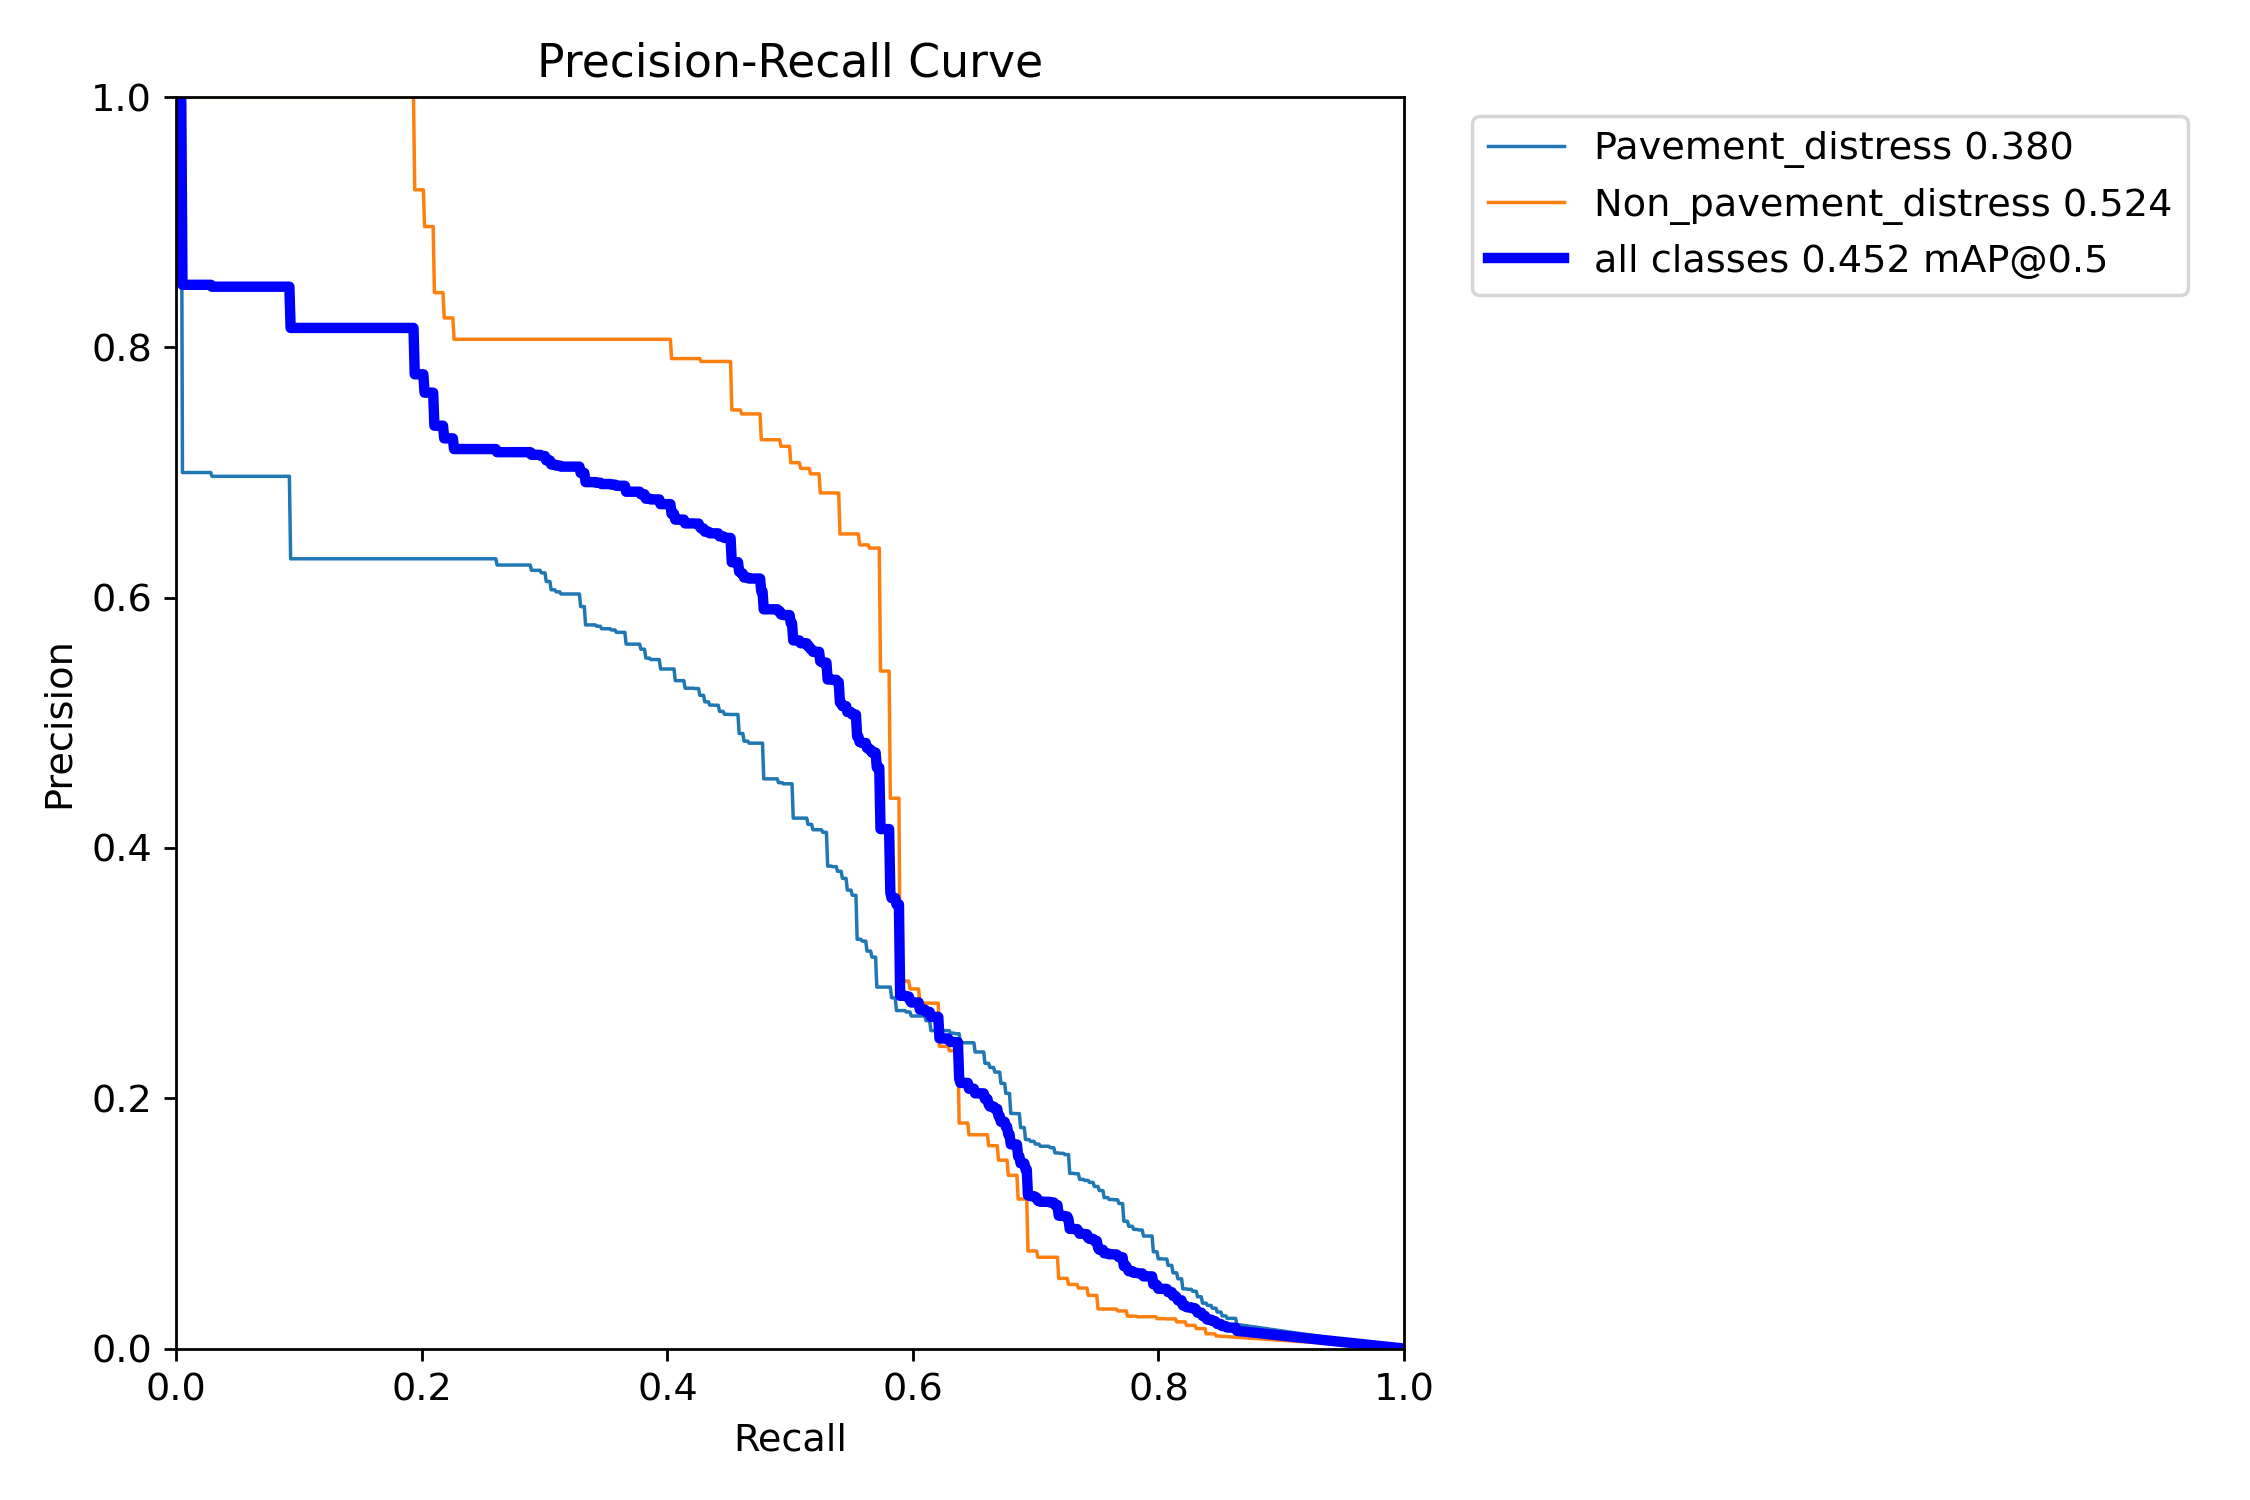 Precision-Recall Curve
Pavement_distress 0.380
Non_pavement_distress 0.524
all classes 0.452 mAP@0.5
Precision
1.0
0.8
0.6
0.4
0.2
0.0
0.0 0.2 0.4 0.6 0.8 1.0
Recall